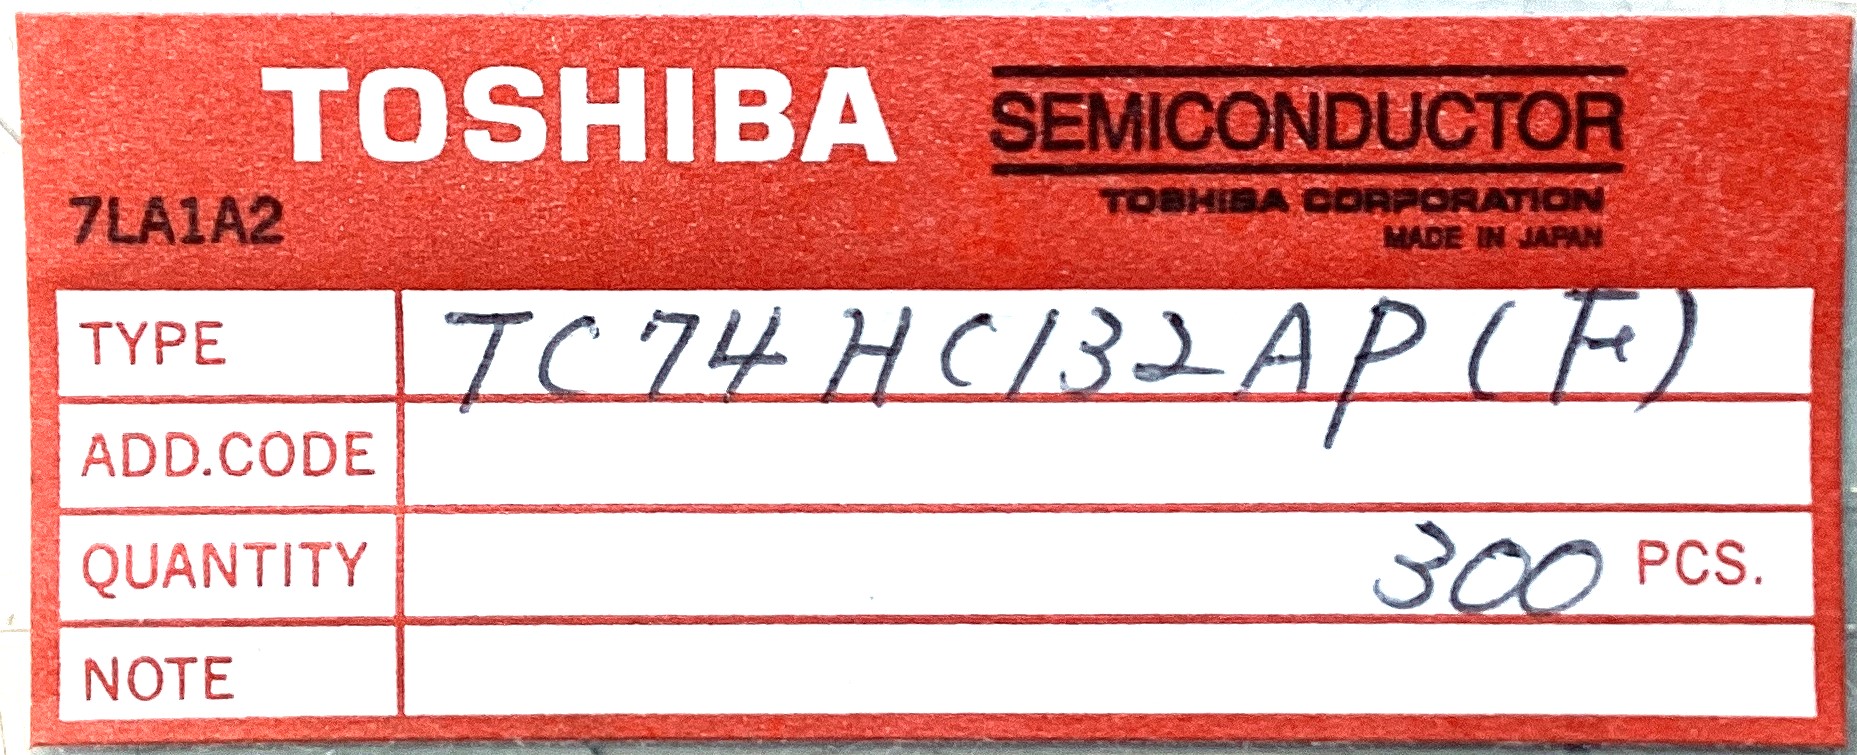 TOSHIBA
SEMICONDUCTOR
TOSHIBA CORPORATION
MADE IN JAPAN
7LA1A2
TYPE TC74HC132AP(F)
ADD.CODE
QUANTITY 300 PCS.
NOTE